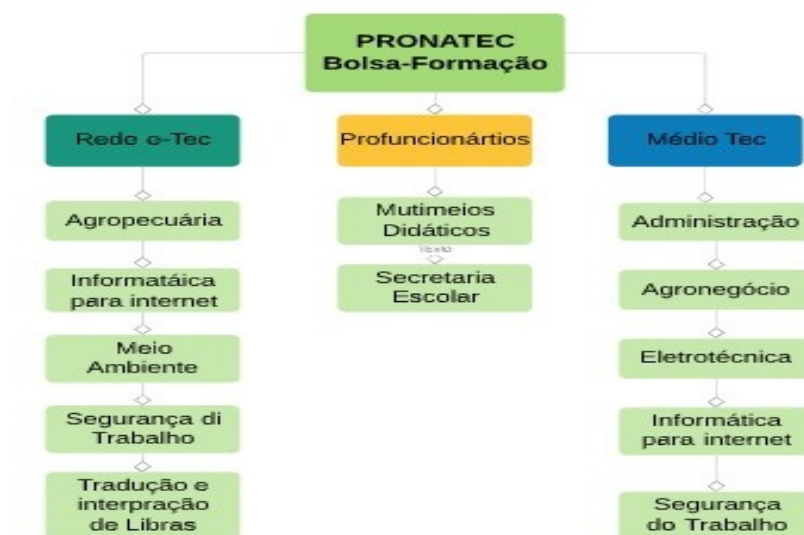 PRONATEC
Bolsa-Formação
Rede e-Tec
Agropecuária
Informatáica
para internet
Meio
Ambiente
Segurança di
Trabalho
Tradução e
interpração
de Libras
Profuncionártios
Mutimeios
Didáticos
Texto
Secretaria
Escolar
Médio Tec
Administração
Agronegócio
Eletrotécnica
Informática
para internet
Segurança
do Trabalho